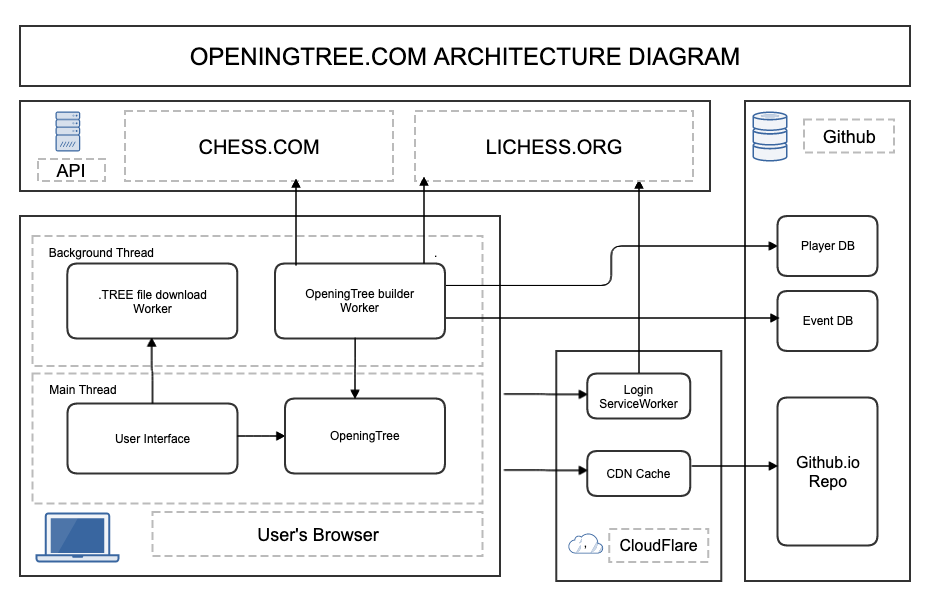 OPENINGTREE.COM ARCHITECTURE DIAGRAM
API
CHESS.COM
LICHESS.ORG
Github
Background Thread
.TREE file download
Worker
OpeningTree builder
Worker
Player DB
Event DB
Main Thread
User Interface
OpeningTree
Login
ServiceWorker
CDN Cache
Github.io
Repo
User's Browser
CloudFlare